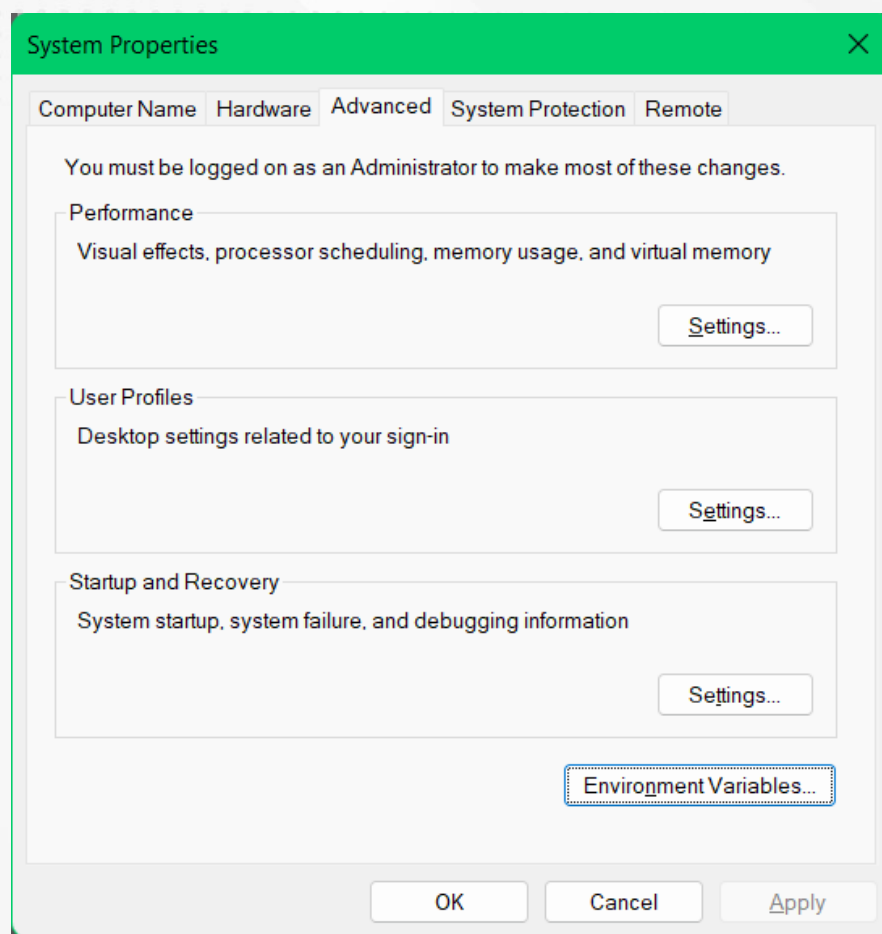 System Properties
Computer Name Hardware Advanced System Protection Remote
You must be logged on as an Administrator to make most of these changes.
Performance
Visual effects, processor scheduling, memory usage, and virtual memory
Settings...
User Profiles
Desktop settings related to your sign-in
Settings...
Startup and Recovery
System startup, system failure, and debugging information
Settings...
Environment Variables...
OK Cancel Apply